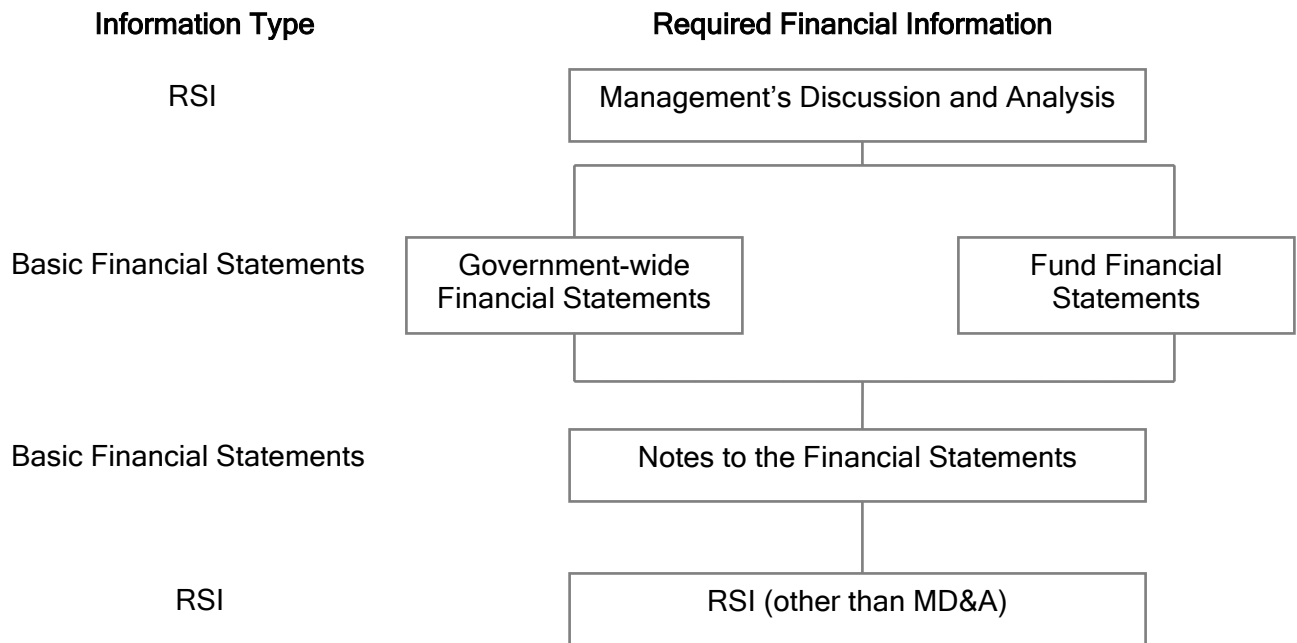 Information Type
Required Financial Information
RSI
Management’s Discussion and Analysis
Basic Financial Statements
Government-wide
Financial Statements
Fund Financial
Statements
Basic Financial Statements
Notes to the Financial Statements
RSI
RSI (other than MD&A)